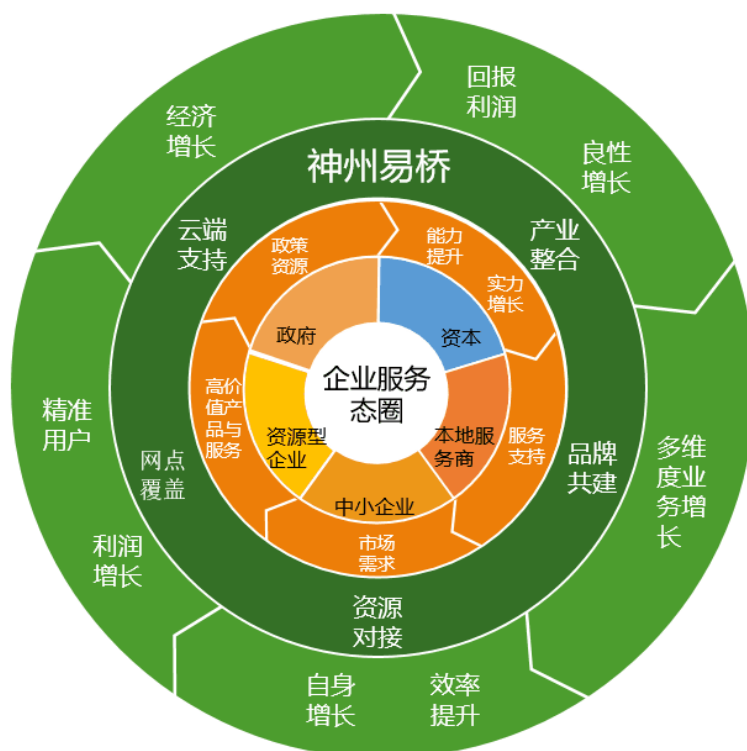 回报
利润
经济
增长
良性
增长
神州易桥
云端
支持
产业
整合
政策
资源
能力
提升
实力
增长
政府
资本
企业服务
态圈
高价
值产
品与
服务
资源型
企业
本地服
务商
服务
支持
中小企业
市场
需求
精准
用户
网点
覆盖
品牌
共建
多维
度业
务增
长
利润
增长
资源
对接
自身
增长
效率
提升